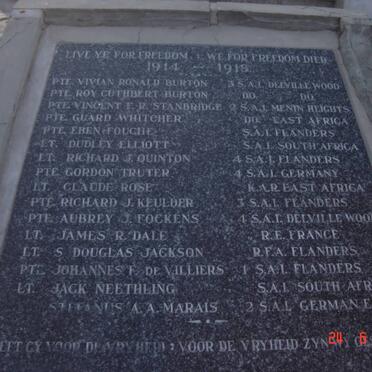 LIVE YE FOR FREEDOM : WE FOR FREEDOM DIED
1914 — 1918
PTE. VIVIAN RONALD BURTON 3 S.A.I. DELVILLE WOOD
PTE. ROY CUTHBERT BURTON DO. DO.
PTE. VINCENT E. R. STANBRIDGE 2 S.A.I. MENIN HEIGHTS
PTE. GUARD WHITCHER DO. EAST AFRICA
PTE. EBEN FOUCHE S.A.I. FLANDERS
LT. DUDLEY ELLIOTT S.A.I. SOUTH AFRICA
LT. RICHARD J. QUINTON 4 S.A.I. FLANDERS
PTE. GORDON TRUTER 4 S.A.I. GERMANY
LT. CLAUDE ROSE K.A.R. EAST AFRICA
PTE. RICHARD J. KEULDER 3 S.A.I. FLANDERS
PTE. AUBREY J. FOCKENS 4 S.A.I. DELVILLE WOOD
LT. JAMES R. DALE R.E. FRANCE
LT. S. DOUGLAS JACKSON R.F.A. FLANDERS
PTE. JOHANNES F. DE VILLIERS 1 S.A.I. FLANDERS
LT. JACK NEETHLING S.A.I. SOUTH AFR
STEFANUS A. A. MARAIS 2 S.A.I. GERMAN E
EFT GY VOOR DE VRYHEID : VOOR DE VRYHEID ZYN
24 6